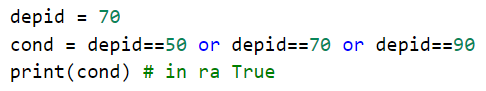 depid = 70
cond = depid==50 or depid==70 or depid==90
print(cond) # in ra True